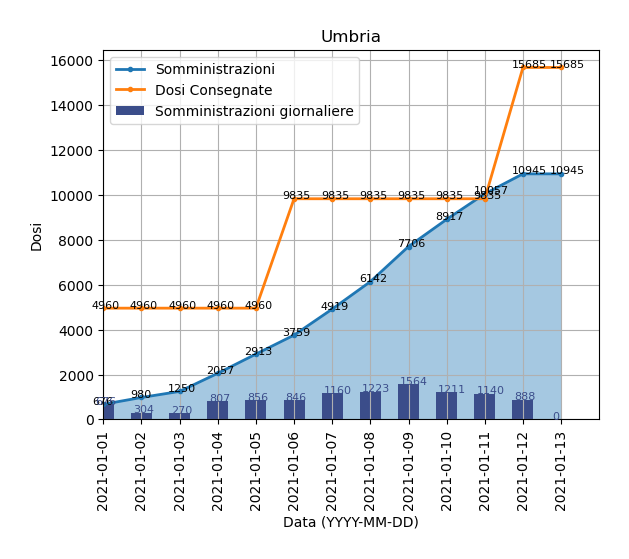 Umbria
Somministrazioni
Dosi Consegnate
Somministrazioni giornaliere
Dosi
16000
14000
12000
10000
8000
6000
4000
2000
0
4960 4960 4960 4960 4960 9835 9835 9835 9835 9835 9835 15685 15685
676 980 1250 2057 2913 3759 4919 6142 7706 8917 10057 10945 10945
676 304 270 807 856 846 1160 1223 1564 1211 1140 888 0
2021-01-01
2021-01-02
2021-01-03
2021-01-04
2021-01-05
2021-01-06
2021-01-07
2021-01-08
2021-01-09
2021-01-10
2021-01-11
2021-01-12
2021-01-13
Data (YYYY-MM-DD)